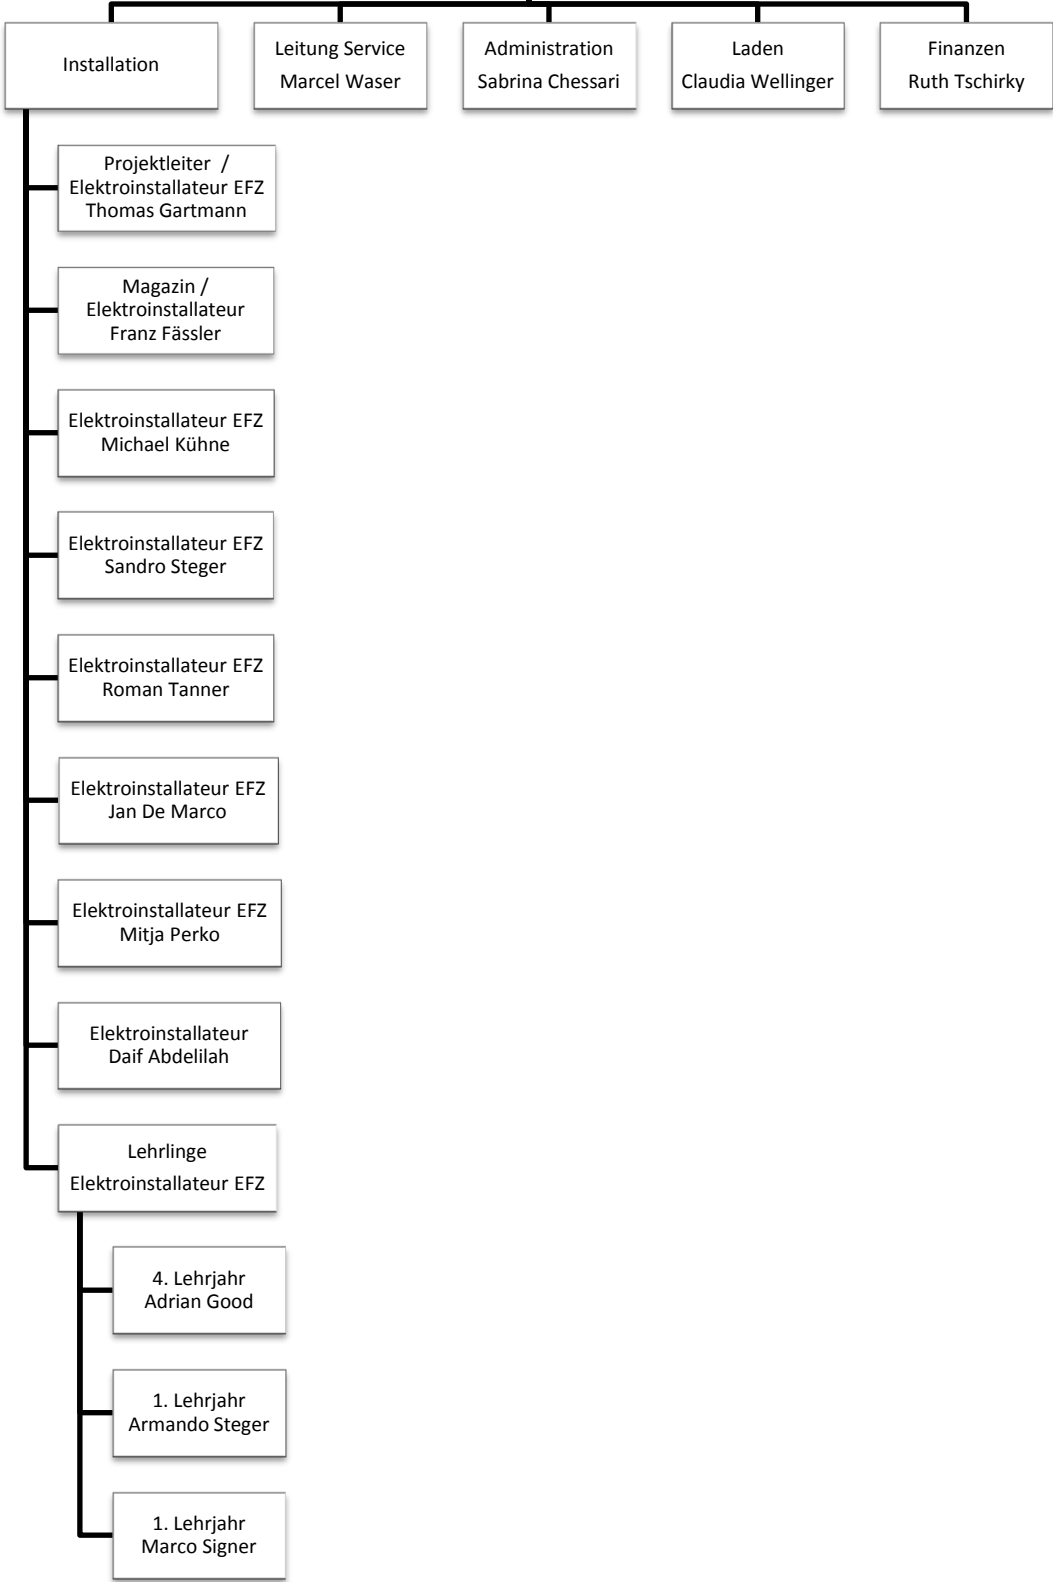 Installation
Leitung Service
Marcel Waser
Administration
Sabrina Chessari
Laden
Claudia Wellinger
Finanzen
Ruth Tschirky
Projektleiter /
Elektroinstallateur EFZ
Thomas Gartmann
Magazin /
Elektroinstallateur
Franz Fässler
Elektroinstallateur EFZ
Michael Kühne
Elektroinstallateur EFZ
Sandro Steger
Elektroinstallateur EFZ
Roman Tanner
Elektroinstallateur EFZ
Jan De Marco
Elektroinstallateur EFZ
Mitja Perko
Elektroinstallateur
Daif Abdelilah
Lehrlinge
Elektroinstallateur EFZ
4. Lehrjahr
Adrian Good
1. Lehrjahr
Armando Steger
1. Lehrjahr
Marco Signer